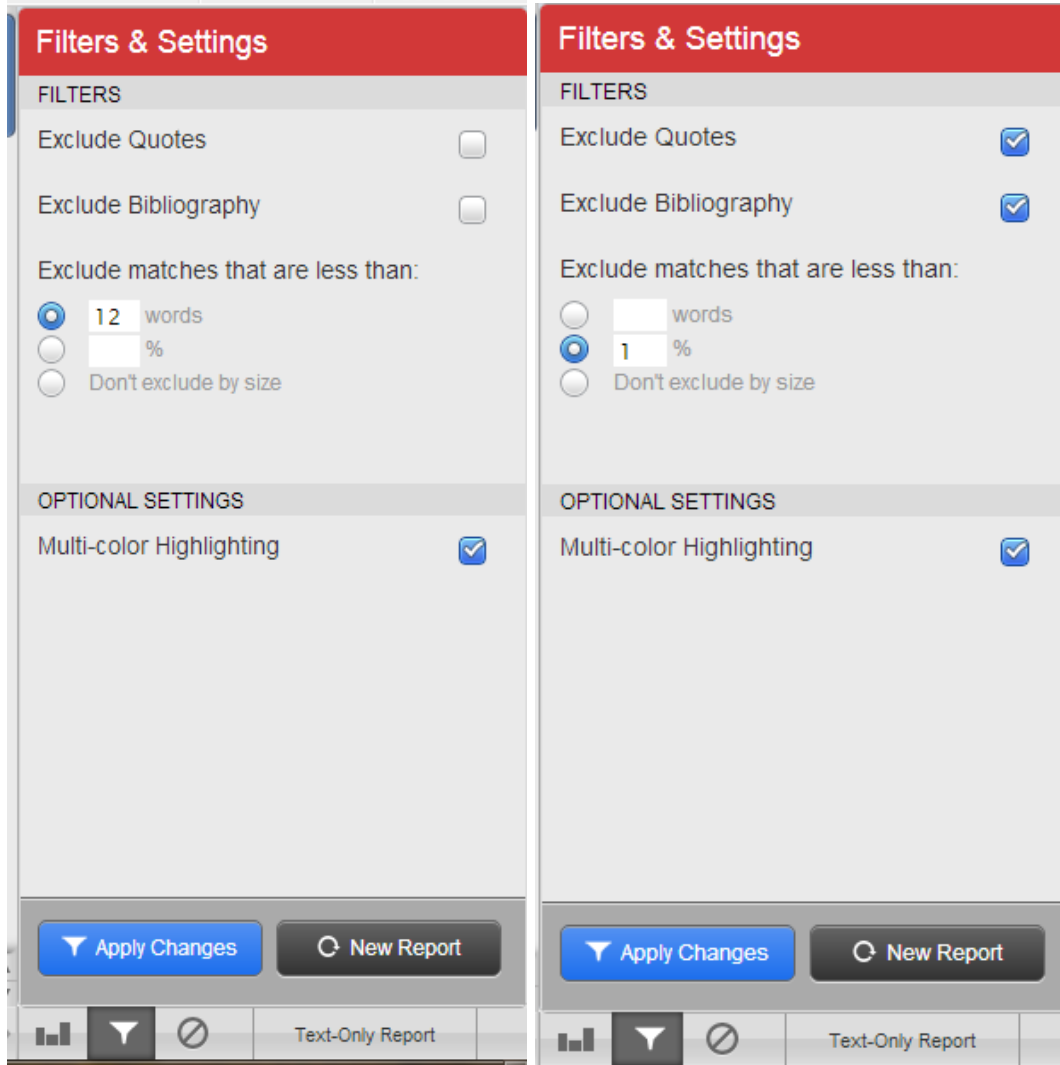 Filters & Settings
FILTERS
Exclude Quotes
Exclude Bibliography
Exclude matches that are less than:
12 words
%
Don't exclude by size
OPTIONAL SETTINGS
Multi-color Highlighting
Apply Changes
New Report
Text-Only Report
Filters & Settings
FILTERS
Exclude Quotes
Exclude Bibliography
Exclude matches that are less than:
words
1 %
Don't exclude by size
OPTIONAL SETTINGS
Multi-color Highlighting
Apply Changes
New Report
Text-Only Report